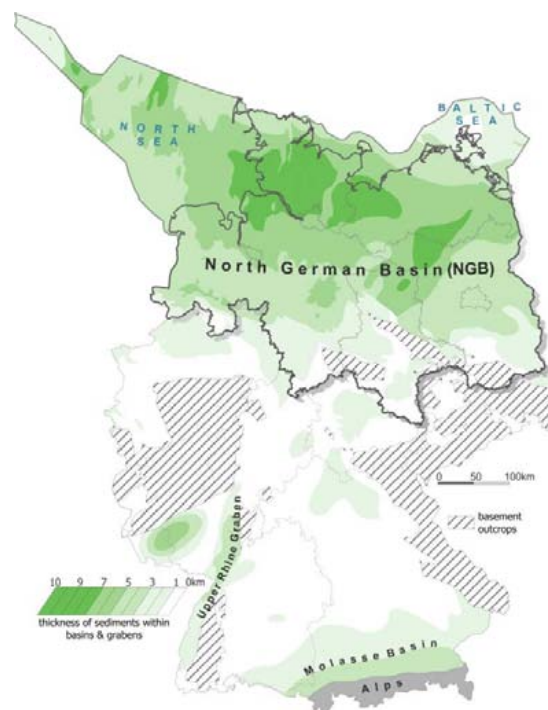 BALTIC
SEA
NORTH
SEA
North German Basin (NGB)
0 50 100km
basement
outcrops
Upper Rhine Graben
10 9 7 5 3 1 0km
thickness of sediments within
basins & grabens
Molasse Basin
Alps